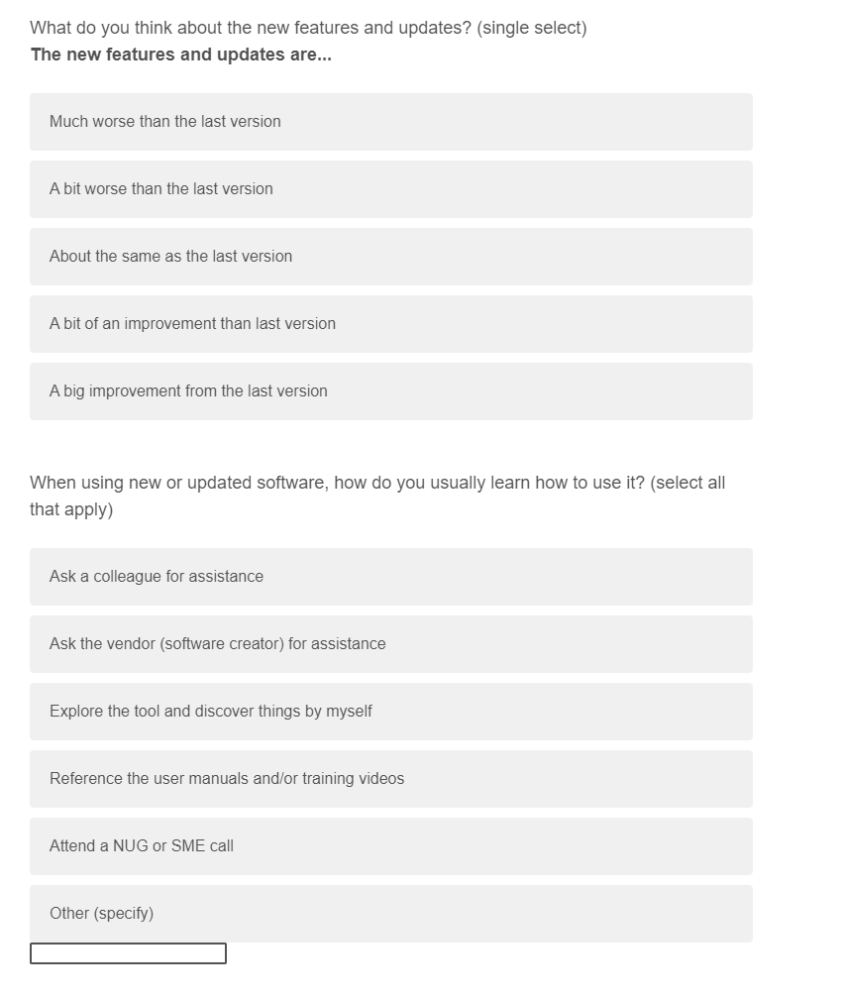 What do you think about the new features and updates? (single select)
The new features and updates are...
Much worse than the last version
A bit worse than the last version
About the same as the last version
A bit of an improvement than last version
A big improvement from the last version
When using new or updated software, how do you usually learn how to use it? (select all
that apply)
Ask a colleague for assistance
Ask the vendor (software creator) for assistance
Explore the tool and discover things by myself
Reference the user manuals and/or training videos
Attend a NUG or SME call
Other (specify)